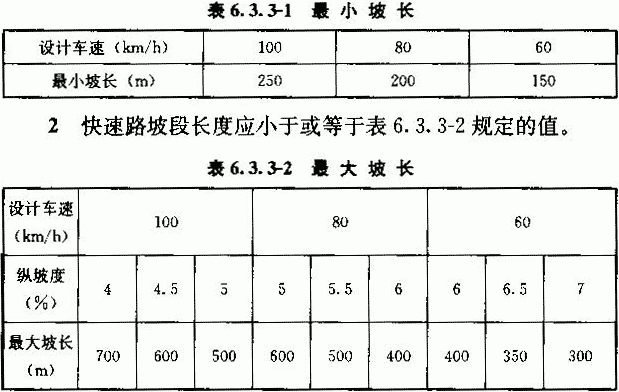 表6.3.3-1 最小坡长
设计车速（km/h） 100 80 60
最小坡长（m） 250 200 150
2 快速路坡段长度应小于或等于表6.3.3-2规定的值。
表6.3.3-2 最大坡长
设计车速（km/h） 100 80 60
纵坡度（%） 4 4.5 5 5 5.5 6 6 6.5 7
最大坡长（m） 700 600 500 600 500 400 400 350 300